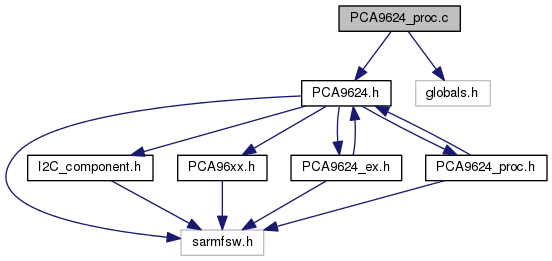 PCA9624_proc.c
PCA9624.h
globals.h
I2C_component.h
PCA96xx.h
PCA9624_ex.h
PCA9624_proc.h
sarmfsw.h